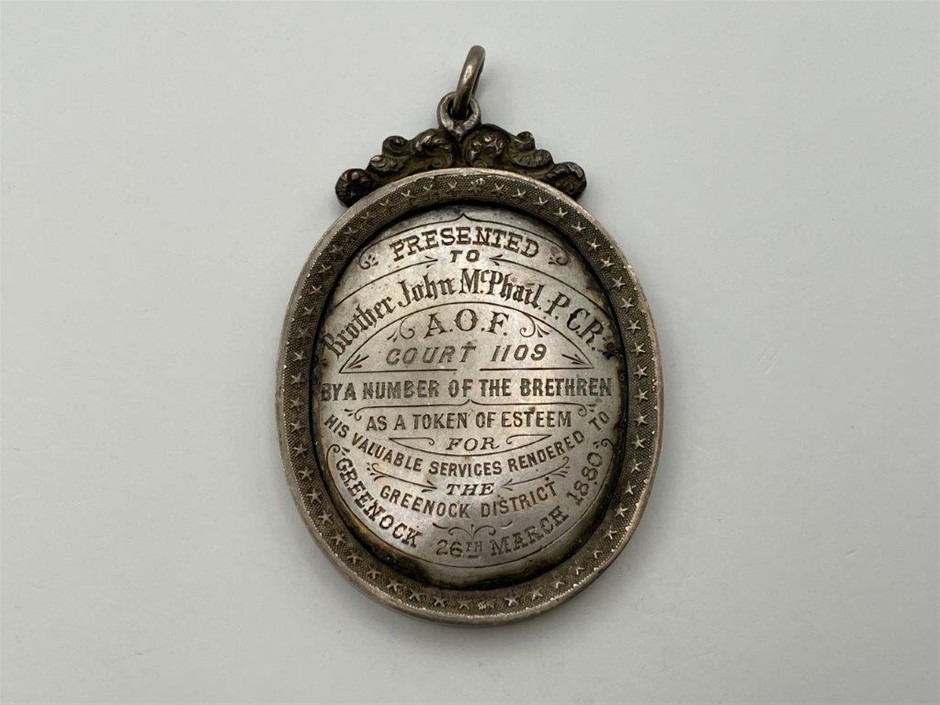 PRESENTED
TO
Brother John McPhail P.C.R.
A.O.F.
COURT 1109
BY A NUMBER OF THE BRETHREN
AS A TOKEN OF ESTEEM
FOR
HIS VALUABLE SERVICES RENDERED TO
THE
GREENOCK DISTRICT
GREENOCK 26TH MARCH 1880